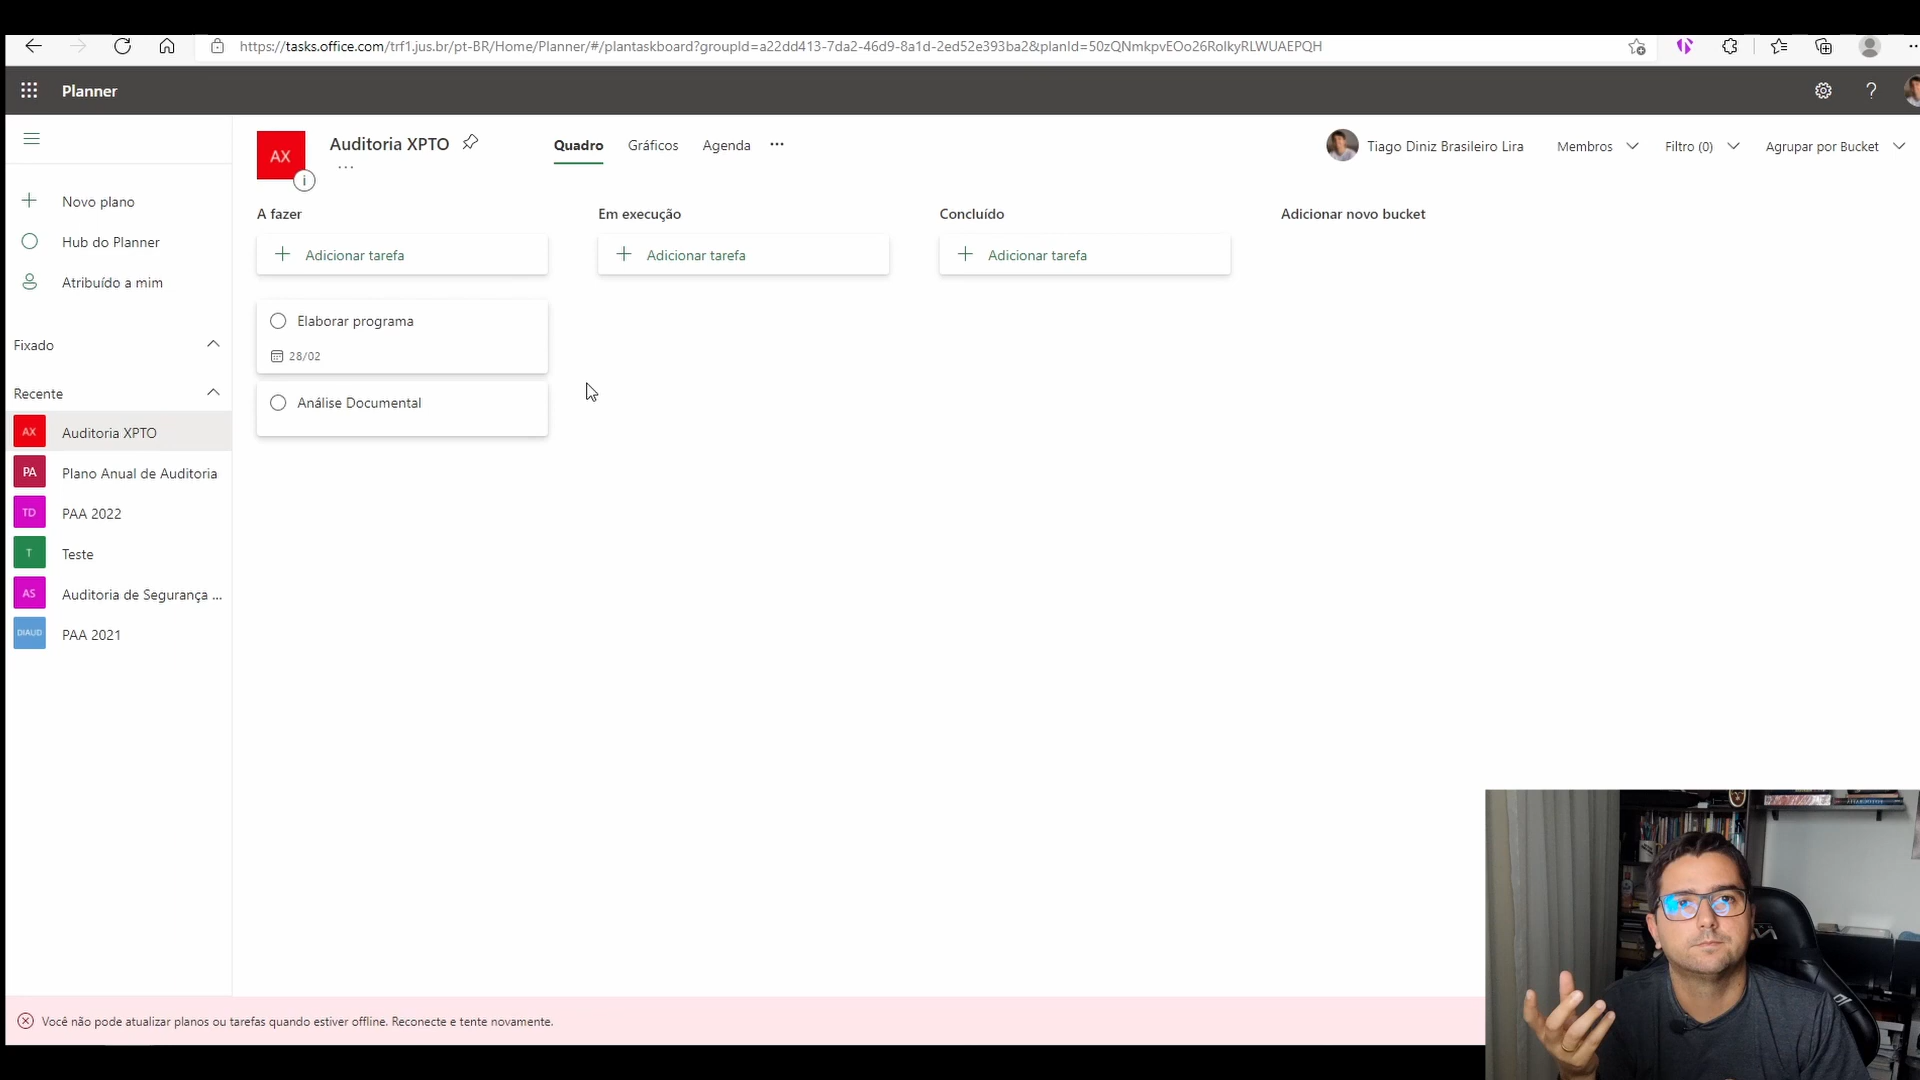 https://tasks.office.com/trf1.jus.br/pt-BR/Home/Planner/#/plantaskboard?groupId=a22dd413-7da2-46d9-8a1d-2ed52e393ba2&planId=50zQNmkpvEOo26RolkyRLWUAEPQH
Planner
?
AX
Auditoria XPTO
Quadro
Gráficos
Agenda
Tiago Diniz Brasileiro Lira
Membros
Filtro (0)
Agrupar por Bucket
Novo plano
Hub do Planner
Atribuído a mim
Fixado
Recente
AX Auditoria XPTO
PA Plano Anual de Auditoria
TD PAA 2022
T Teste
AS Auditoria de Segurança ...
DIAUD PAA 2021
A fazer
Adicionar tarefa
Elaborar programa
28/02
Análise Documental
Em execução
Adicionar tarefa
Concluído
Adicionar tarefa
Adicionar novo bucket
Você não pode atualizar planos ou tarefas quando estiver offline. Reconecte e tente novamente.